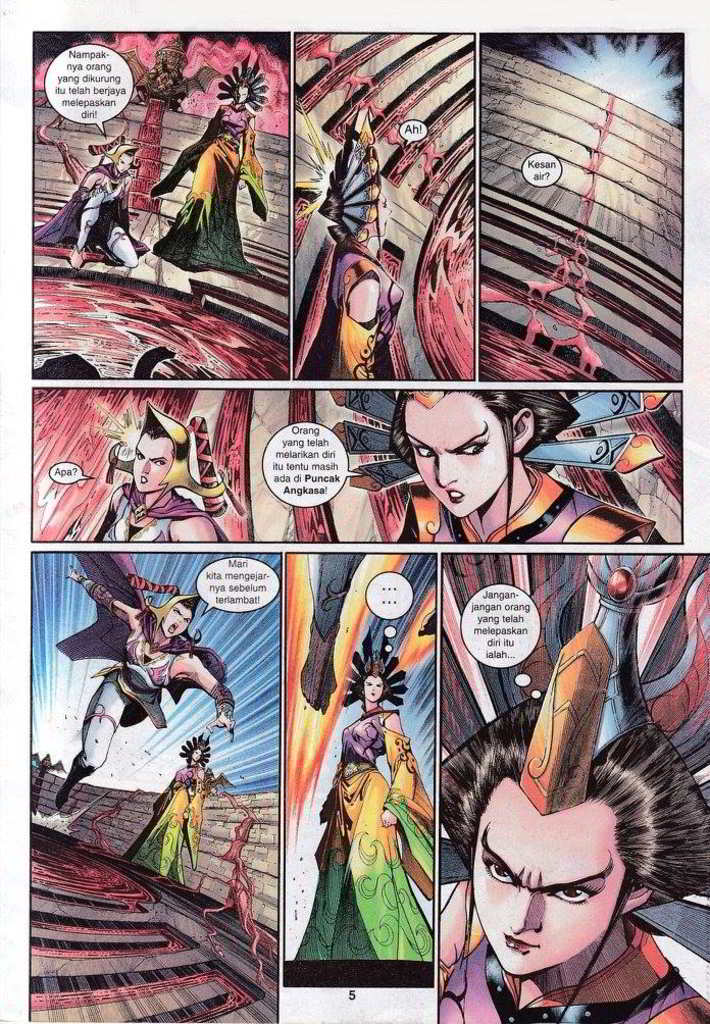 Nampak-
nya orang
yang dikurung
itu telah berjaya
melepaskan
diri!
Ah!
Kesan
air?
Apa?
Orang
yang telah
melarikan diri
itu tentu masih
ada di Puncak
Angkasa!
Mari
kita mengejar-
nya sebelum
terlambat!
...
...
Jangan-
jangan orang
yang telah
melepaskan
diri itu
ialah...
5